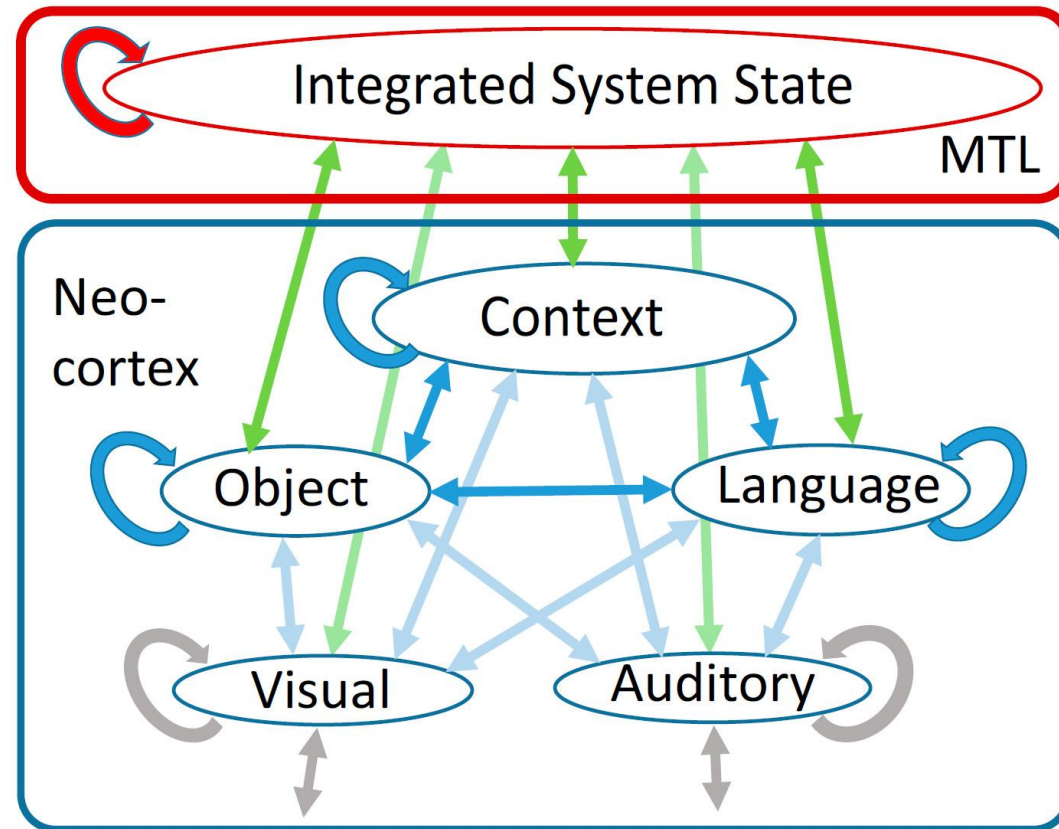 Integrated System State
MTL
Neo-
cortex
Context
Object
Language
Visual
Auditory